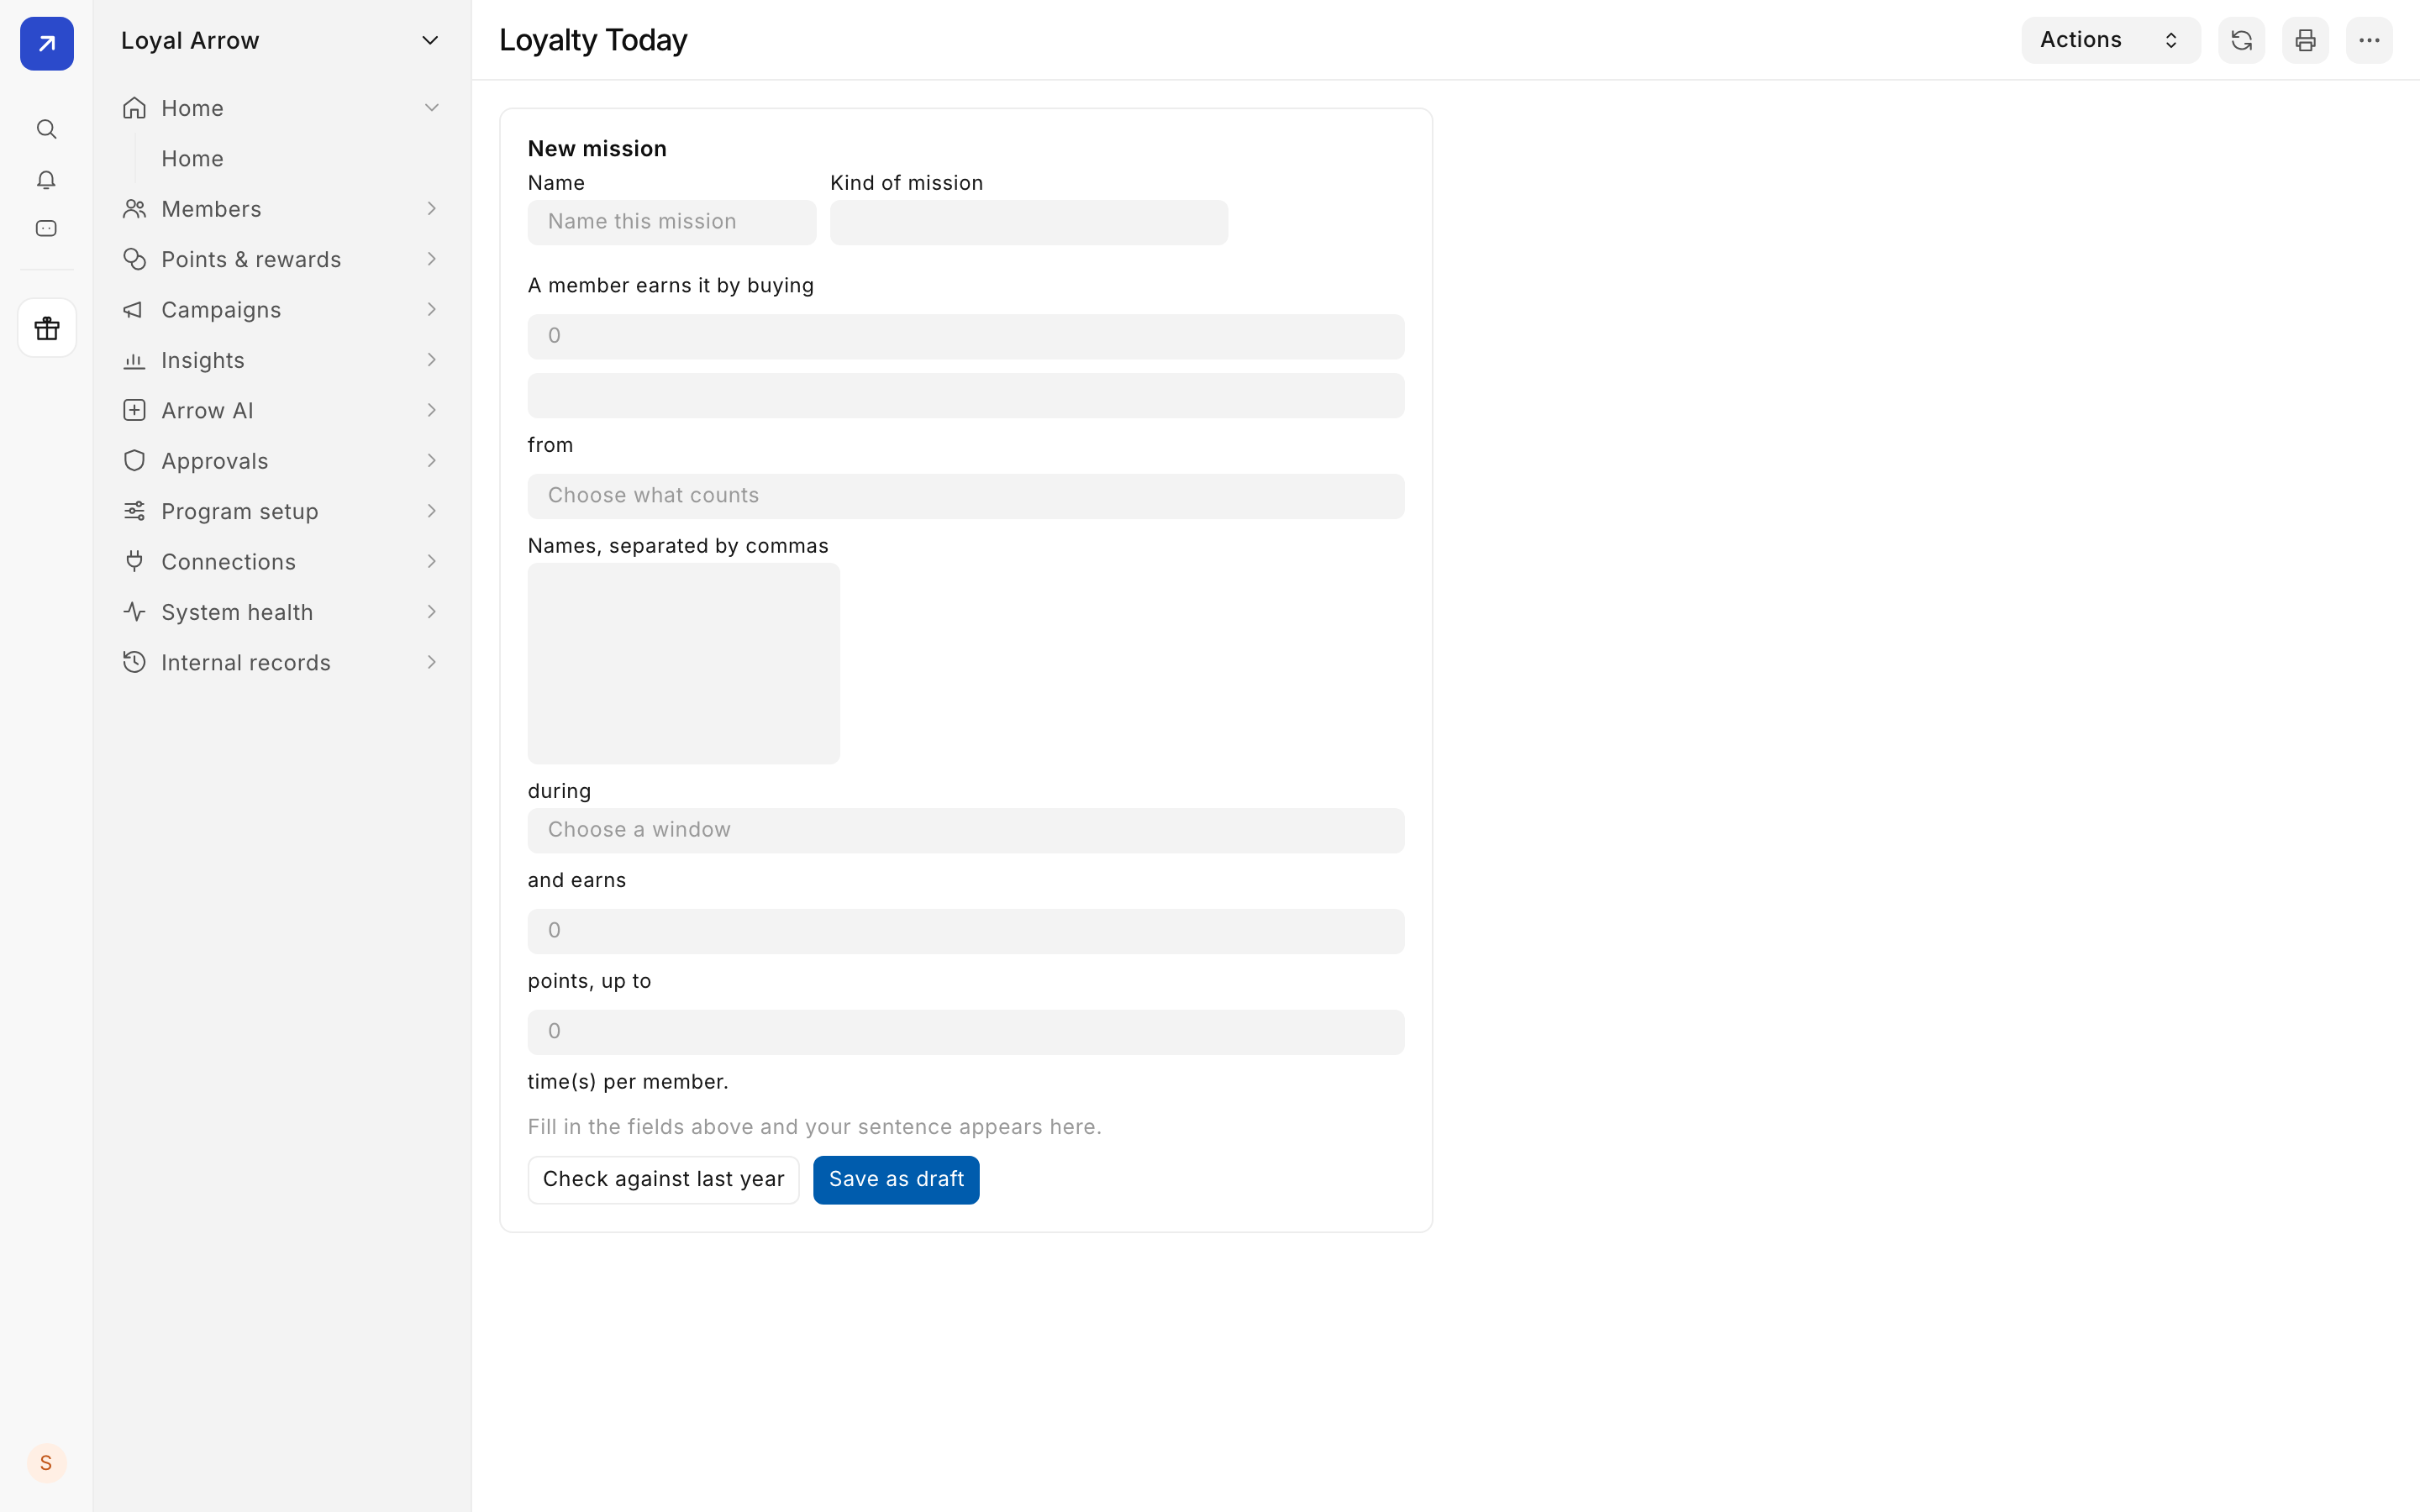 Loyal Arrow
Home
Home
Members
Points & rewards
Campaigns
Insights
Arrow AI
Approvals
Program setup
Connections
System health
Internal records
S
Loyalty Today
Actions
New mission
Name
Kind of mission
Name this mission
A member earns it by buying
0
from
Choose what counts
Names, separated by commas
during
Choose a window
and earns
0
points, up to
0
time(s) per member.
Fill in the fields above and your sentence appears here.
Check against last year
Save as draft